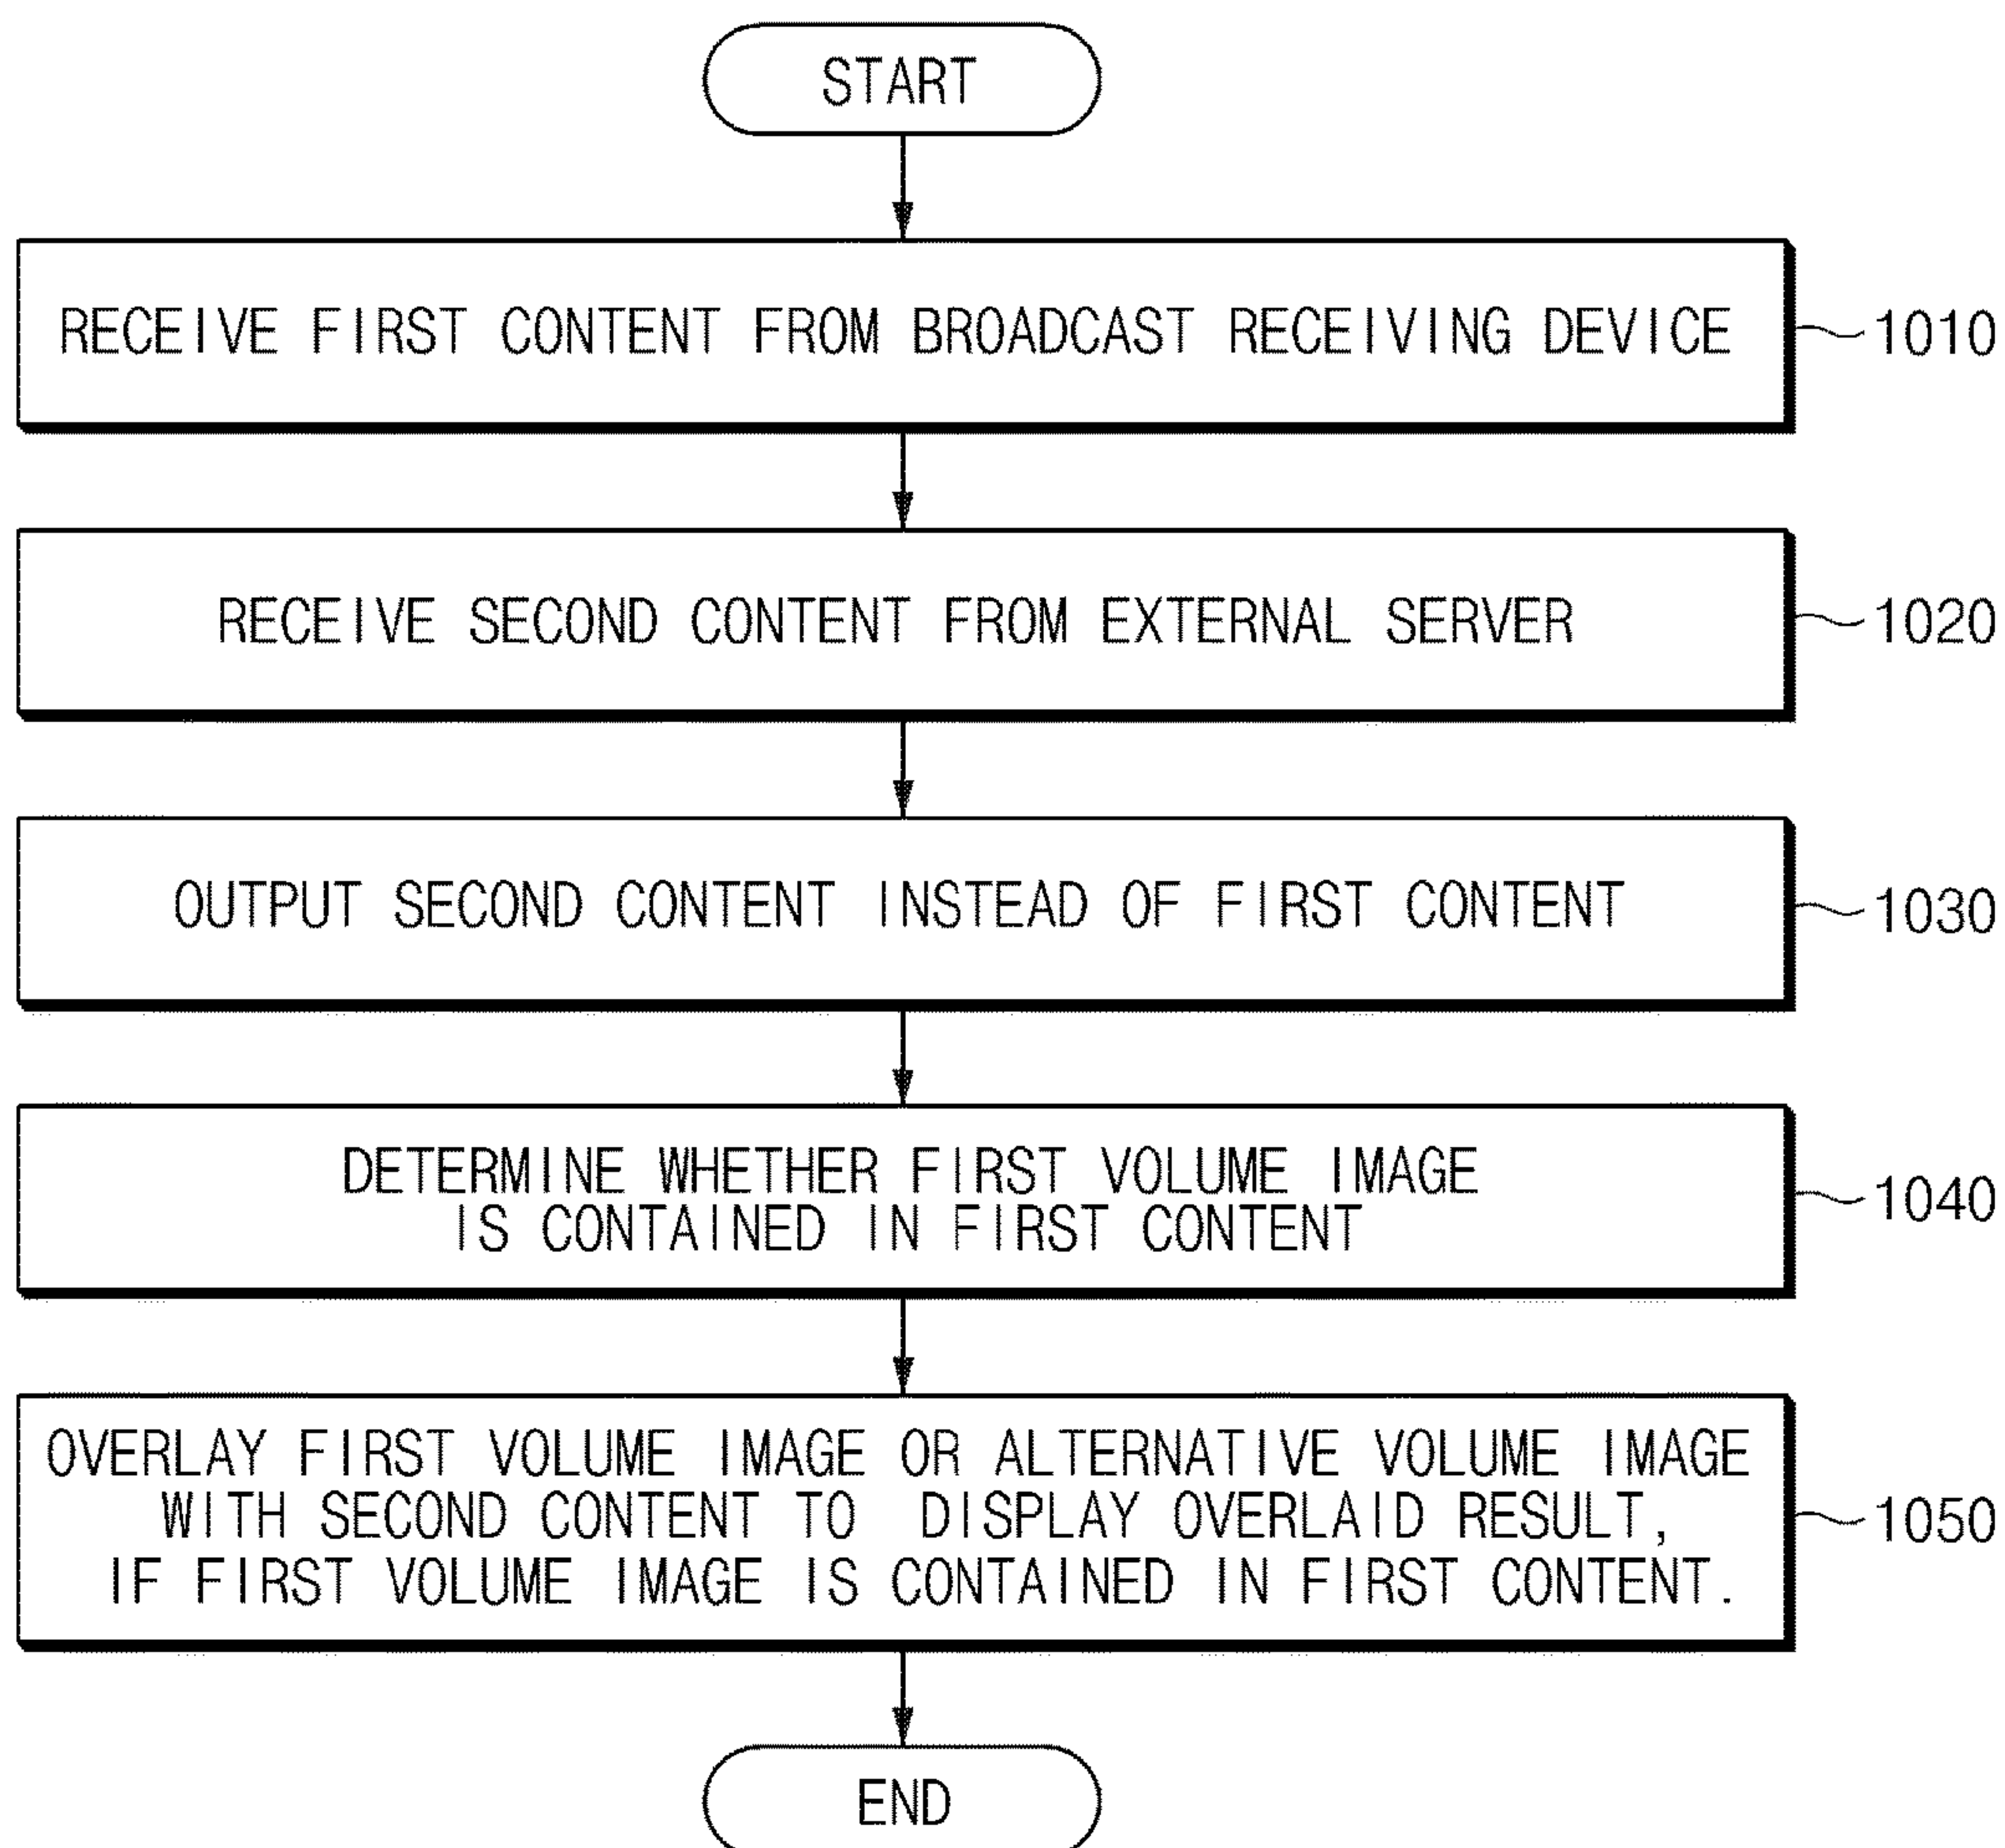 START
RECEIVE FIRST CONTENT FROM BROADCAST RECEIVING DEVICE
1010
RECEIVE SECOND CONTENT FROM EXTERNAL SERVER
1020
OUTPUT SECOND CONTENT INSTEAD OF FIRST CONTENT
1030
DETERMINE WHETHER FIRST VOLUME IMAGE
IS CONTAINED IN FIRST CONTENT
1040
OVERLAY FIRST VOLUME IMAGE OR ALTERNATIVE VOLUME IMAGE
WITH SECOND CONTENT TO DISPLAY OVERLAID RESULT,
IF FIRST VOLUME IMAGE IS CONTAINED IN FIRST CONTENT.
1050
END